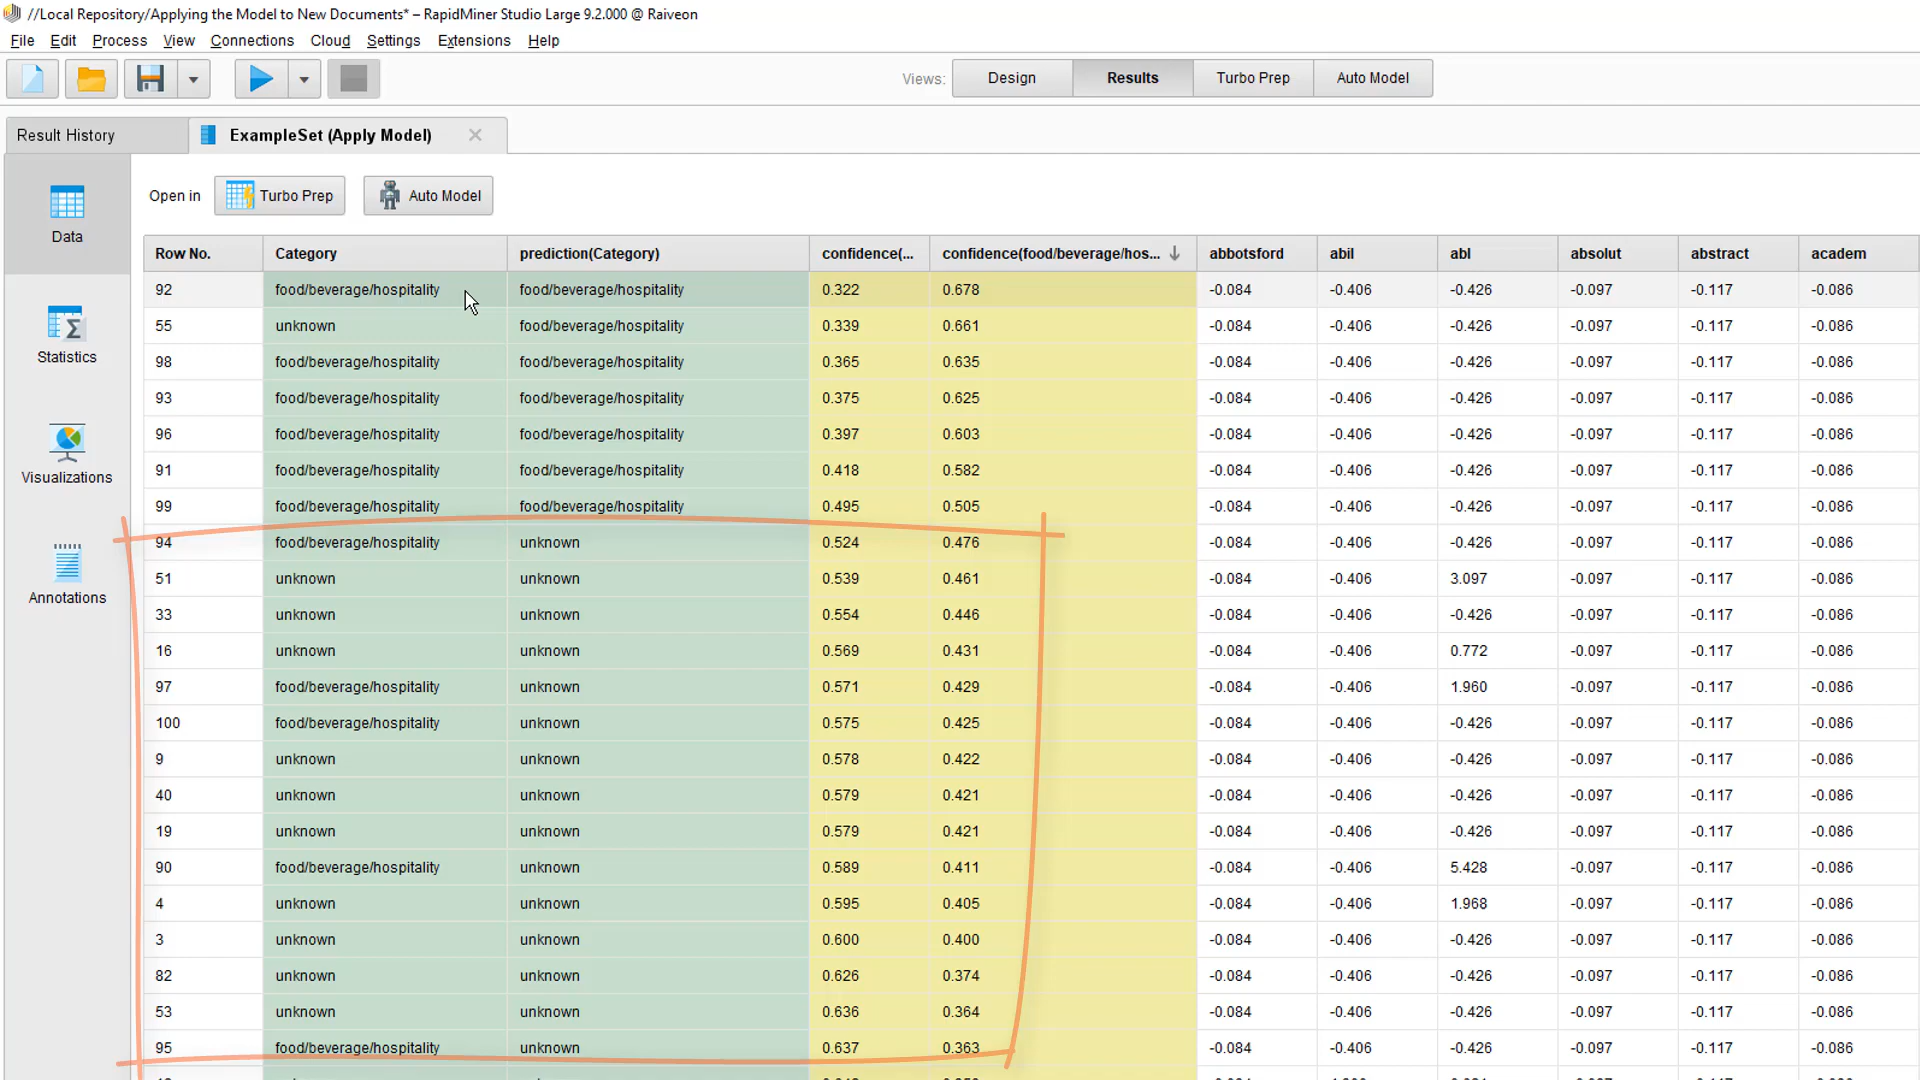 //Local Repository/Applying the Model to New Documents* – RapidMiner Studio Large 9.2.000 @ Raiveon
File Edit Process View Connections Cloud Settings Extensions Help
Views: Design Results Turbo Prep Auto Model
Result History ExampleSet (Apply Model)
Open in Turbo Prep Auto Model
Data
Statistics
Visualizations
Annotations
Row No. Category prediction(Category) confidence(... confidence(food/beverage/hos... abbotsford abil abl absolut abstract academ
92 food/beverage/hospitality food/beverage/hospitality 0.322 0.678 -0.084 -0.406 -0.426 -0.097 -0.117 -0.086
55 unknown food/beverage/hospitality 0.339 0.661 -0.084 -0.406 -0.426 -0.097 -0.117 -0.086
98 food/beverage/hospitality food/beverage/hospitality 0.365 0.635 -0.084 -0.406 -0.426 -0.097 -0.117 -0.086
93 food/beverage/hospitality food/beverage/hospitality 0.375 0.625 -0.084 -0.406 -0.426 -0.097 -0.117 -0.086
96 food/beverage/hospitality food/beverage/hospitality 0.397 0.603 -0.084 -0.406 -0.426 -0.097 -0.117 -0.086
91 food/beverage/hospitality food/beverage/hospitality 0.418 0.582 -0.084 -0.406 -0.426 -0.097 -0.117 -0.086
99 food/beverage/hospitality food/beverage/hospitality 0.495 0.505 -0.084 -0.406 -0.426 -0.097 -0.117 -0.086
94 food/beverage/hospitality unknown 0.524 0.476 -0.084 -0.406 -0.426 -0.097 -0.117 -0.086
51 unknown unknown 0.539 0.461 -0.084 -0.406 3.097 -0.097 -0.117 -0.086
33 unknown unknown 0.554 0.446 -0.084 -0.406 -0.426 -0.097 -0.117 -0.086
16 unknown unknown 0.569 0.431 -0.084 -0.406 0.772 -0.097 -0.117 -0.086
97 food/beverage/hospitality unknown 0.571 0.429 -0.084 -0.406 1.960 -0.097 -0.117 -0.086
100 food/beverage/hospitality unknown 0.575 0.425 -0.084 -0.406 -0.426 -0.097 -0.117 -0.086
9 unknown unknown 0.578 0.422 -0.084 -0.406 -0.426 -0.097 -0.117 -0.086
40 unknown unknown 0.579 0.421 -0.084 -0.406 -0.426 -0.097 -0.117 -0.086
19 unknown unknown 0.579 0.421 -0.084 -0.406 -0.426 -0.097 -0.117 -0.086
90 food/beverage/hospitality unknown 0.589 0.411 -0.084 -0.406 5.428 -0.097 -0.117 -0.086
4 unknown unknown 0.595 0.405 -0.084 -0.406 1.968 -0.097 -0.117 -0.086
3 unknown unknown 0.600 0.400 -0.084 -0.406 -0.426 -0.097 -0.117 -0.086
82 unknown unknown 0.626 0.374 -0.084 -0.406 -0.426 -0.097 -0.117 -0.086
53 unknown unknown 0.636 0.364 -0.084 -0.406 -0.426 -0.097 -0.117 -0.086
95 food/beverage/hospitality unknown 0.637 0.363 -0.084 -0.406 -0.426 -0.097 -0.117 -0.086